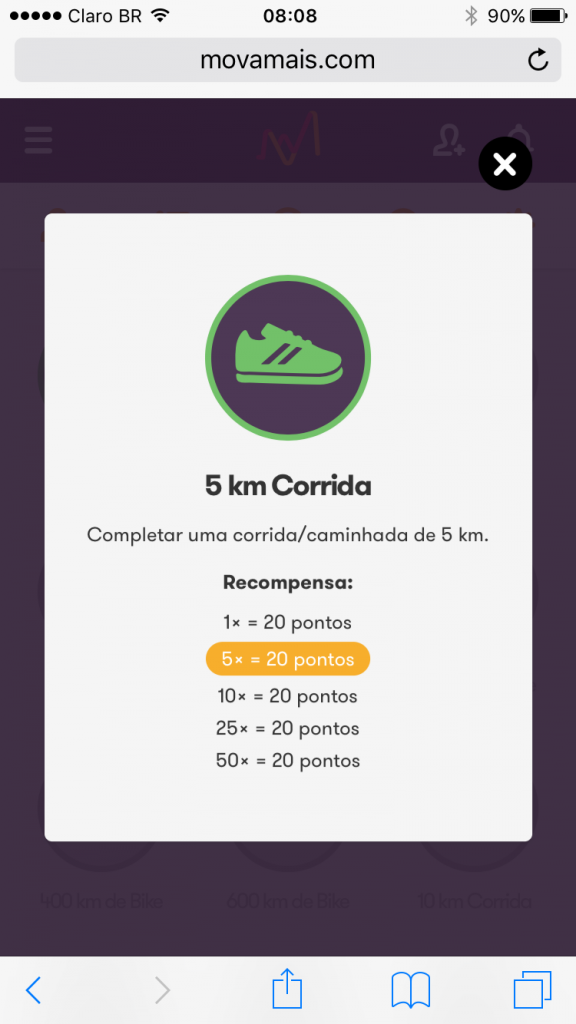 Claro BR 08:08 90%
movamais.com
5 km Corrida
Completar uma corrida/caminhada de 5 km.
Recompensa:
1× = 20 pontos
5× = 20 pontos
10× = 20 pontos
25× = 20 pontos
50× = 20 pontos
400 km de Bike 600 km de Bike 10 km Corrida